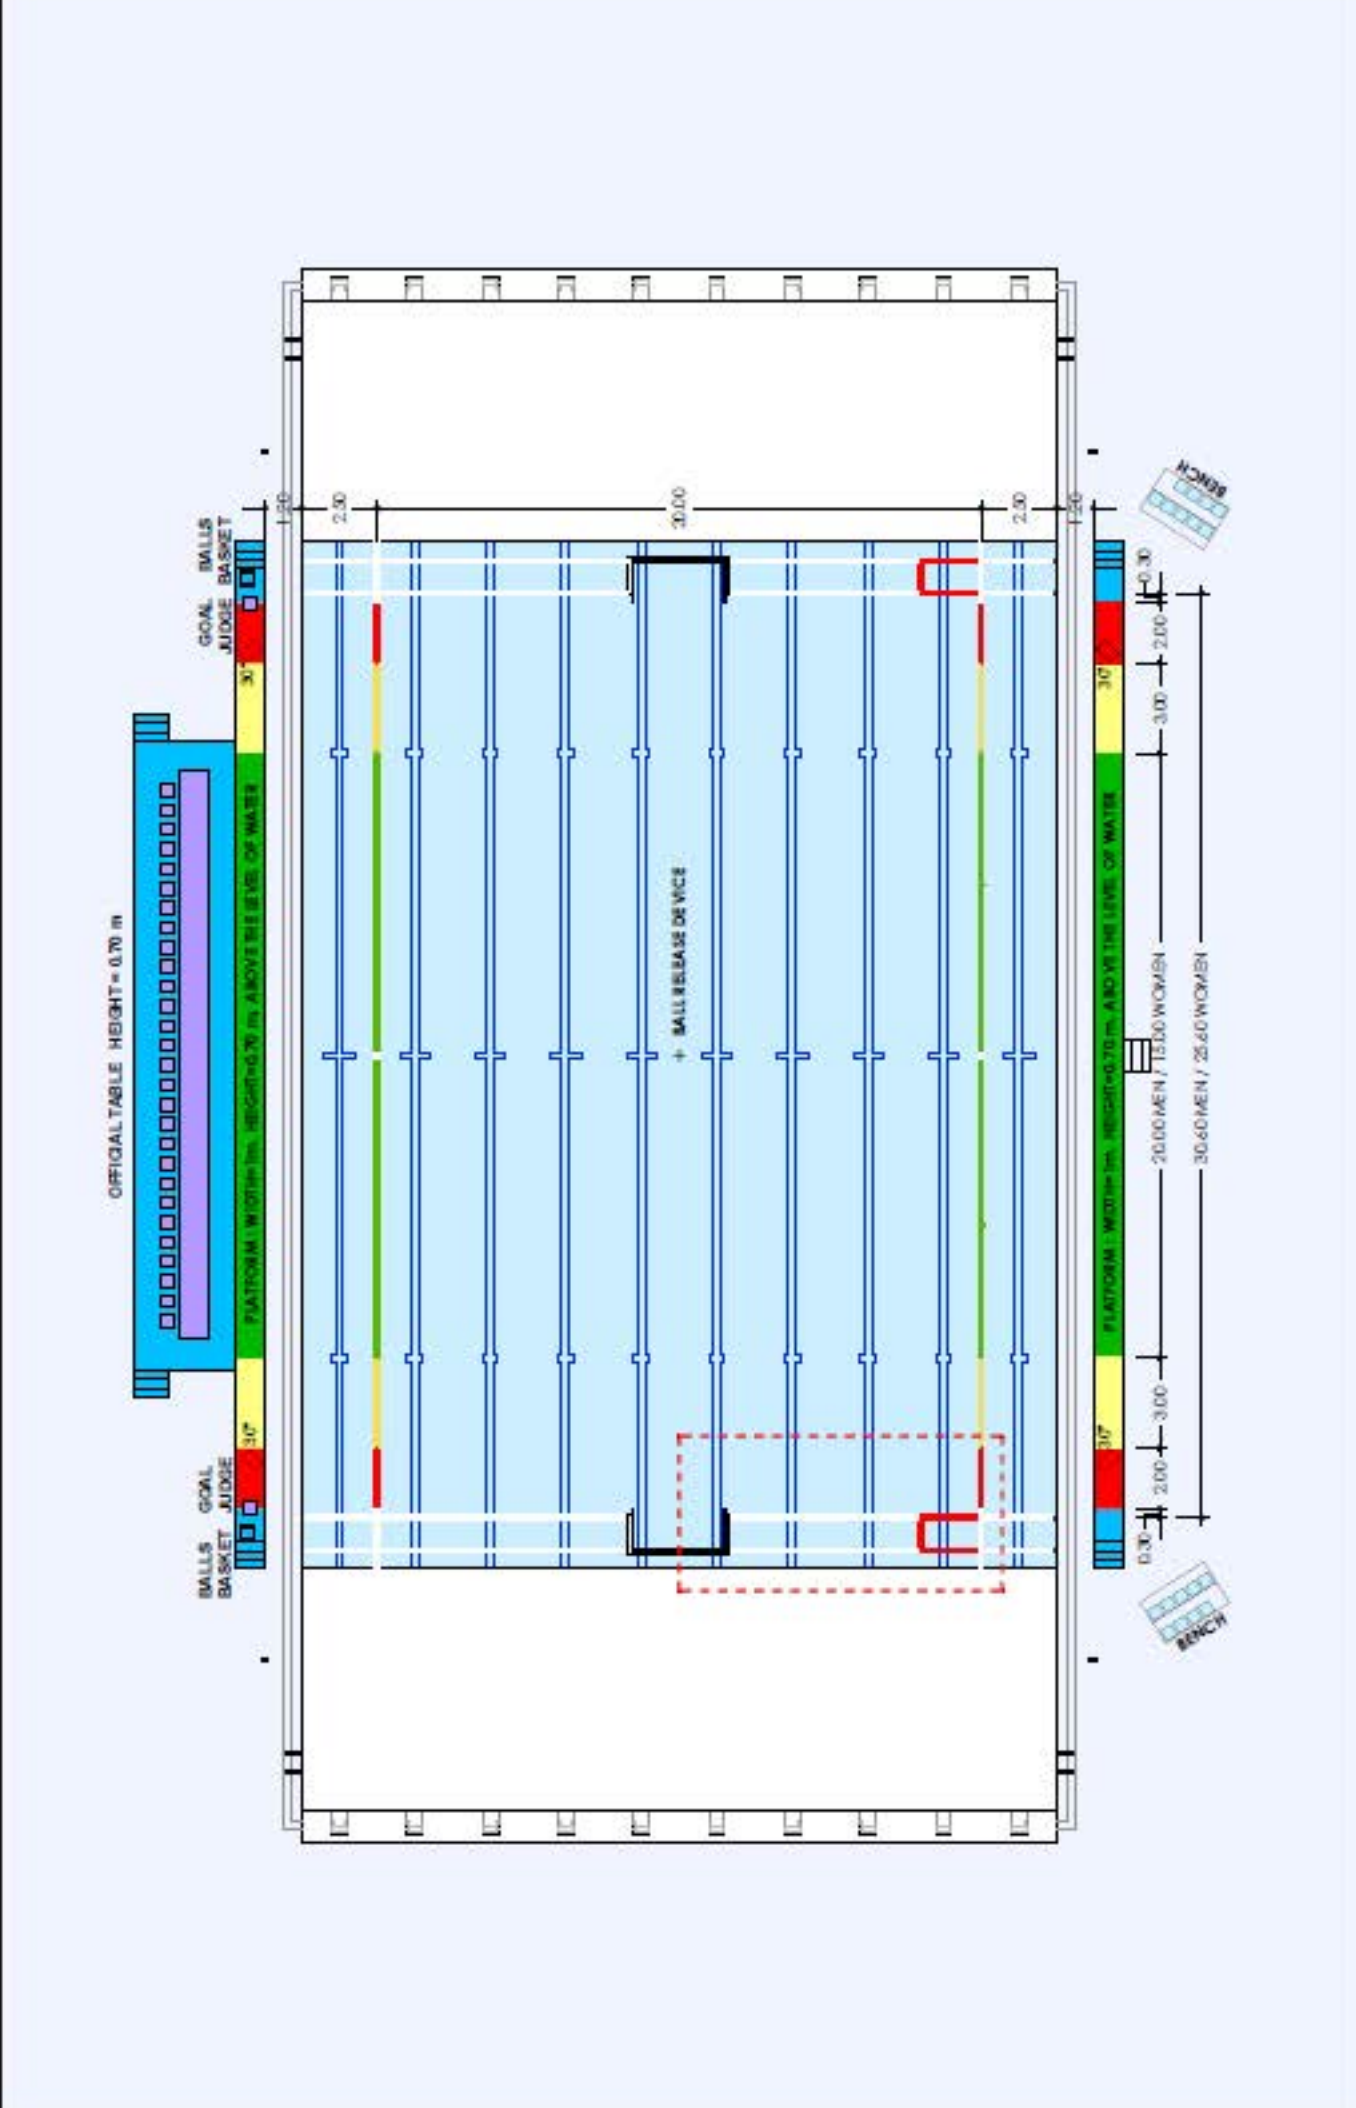 OFFICIAL TABLE HEIGHT= 0.70 m
BALLS
BASKET
GOAL
JUDGE
GOAL
JUDGE
BALLS
BASKET
30°
PLATFORM : WIDTH=1m, HEIGHT=0.70 m, ABOVE THE LEVEL OF WATER
30°
1.20
2.50
20.00
2.50
1.20
BALL RELEASE DEVICE
30°
PLATFORM : WIDTH=1m, HEIGHT=0.70 m, ABOVE THE LEVEL OF WATER
30°
0.30
2.00
3.00
20.00 MEN / 15.00 WOMEN
3.00
2.00
0.30
30.60 MEN / 25.60 WOMEN
BENCH
BENCH